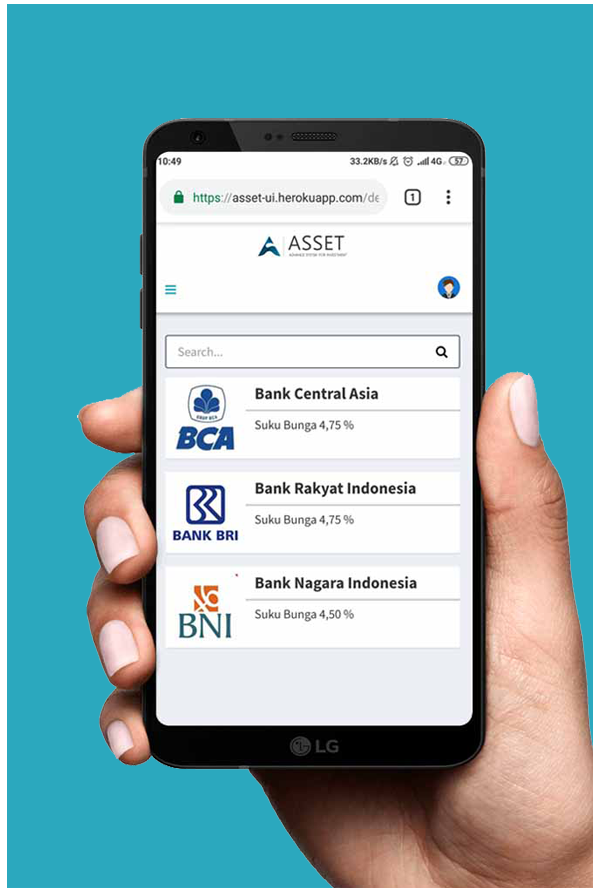 10:49 33.2KB/s 4G 57
https://asset-ui.herokuapp.com/de 1
ASSET
ADVANCE SYSTEM FOR INVESTMENT
Search...
Bank Central Asia
Suku Bunga 4,75 %
BCA
Bank Rakyat Indonesia
Suku Bunga 4,75 %
BANK BRI
Bank Nagara Indonesia
Suku Bunga 4,50 %
BNI
LG